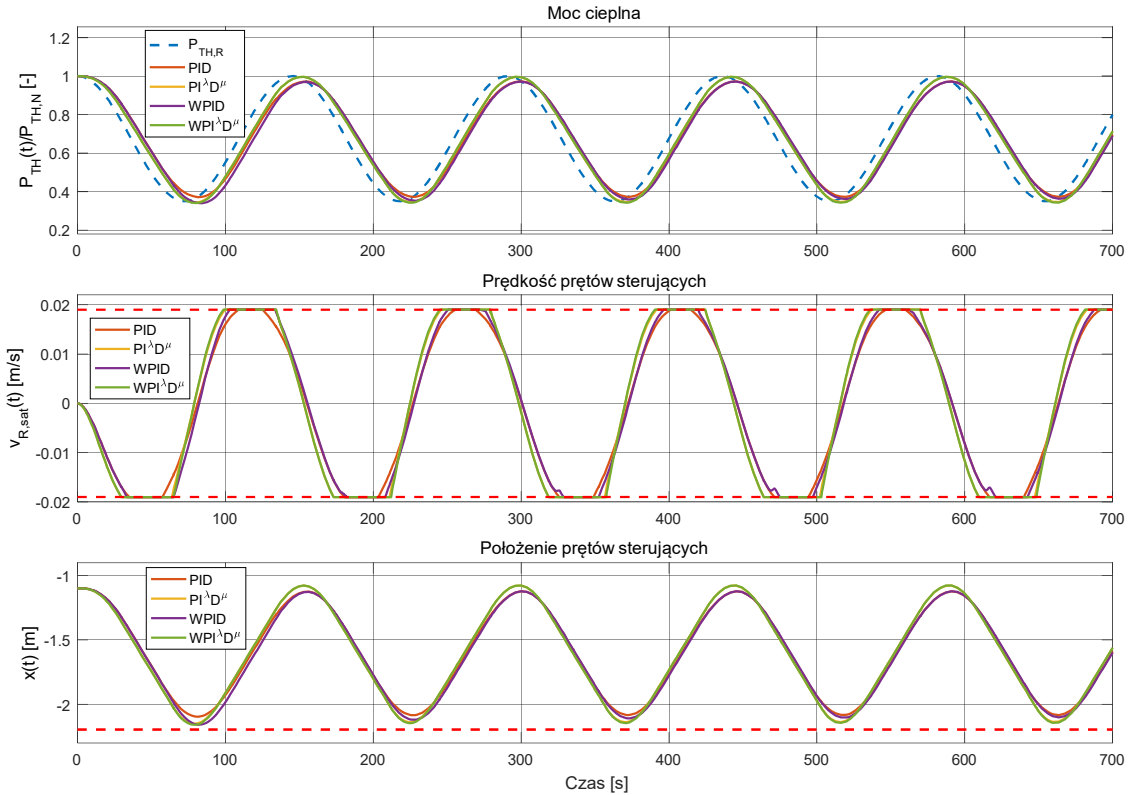 Moc cieplna
P_TH(t)/P_TH,N [-]
1.2
1
0.8
0.6
0.4
0.2
P_TH,R
PID
PI^λD^μ
WPID
WPI^λD^μ
0 100 200 300 400 500 600 700
Prędkość prętów sterujących
v_R,sat(t) [m/s]
0.02
0.01
0
-0.01
-0.02
PID
PI^λD^μ
WPID
WPI^λD^μ
0 100 200 300 400 500 600 700
Położenie prętów sterujących
x(t) [m]
-1
-1.5
-2
PID
PI^λD^μ
WPID
WPI^λD^μ
0 100 200 300 400 500 600 700
Czas [s]